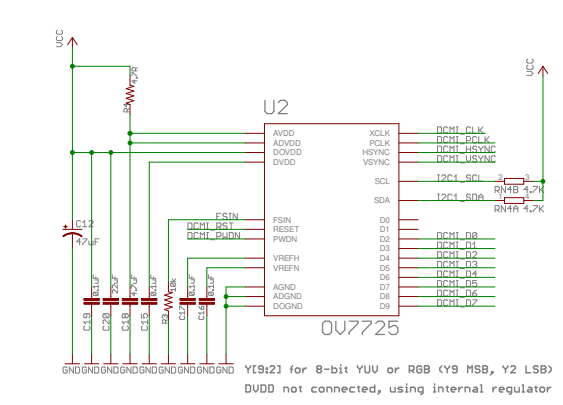 VCC
4.7R
R4
VCC
U2
AVDD
ADVDD
DOVDD
DVDD
FSIN
RESET
PWDN
VREFH
VREFN
AGND
ADGND
DOGND
XCLK
PCLK
HSYNC
VSYNC
SCL
SDA
D0
D1
D2
D3
D4
D5
D6
D7
D8
D9
DCMI_CLK
DCMI_PCLK
DCMI_HSYNC
DCMI_VSYNC
I2C1_SCL
2
3
RN4B 4.7K
I2C1_SDA
1
4
RN4A 4.7K
FSIN
DCMI_RST
DCMI_PWDN
DCMI_D0
DCMI_D1
DCMI_D2
DCMI_D3
DCMI_D4
DCMI_D5
DCMI_D6
DCMI_D7
C12
47uF
0.1uF
C19
22uF
C20
4.7uF
C18
0.1uF
C15
10k
R3
0.1uF
C17
0.1uF
C16
OV7725
GND GND GND GND GND GND GND GND GND
Y[9:2] for 8-bit YUV or RGB (Y9 MSB, Y2 LSB)
DVDD not connected, using internal regulator